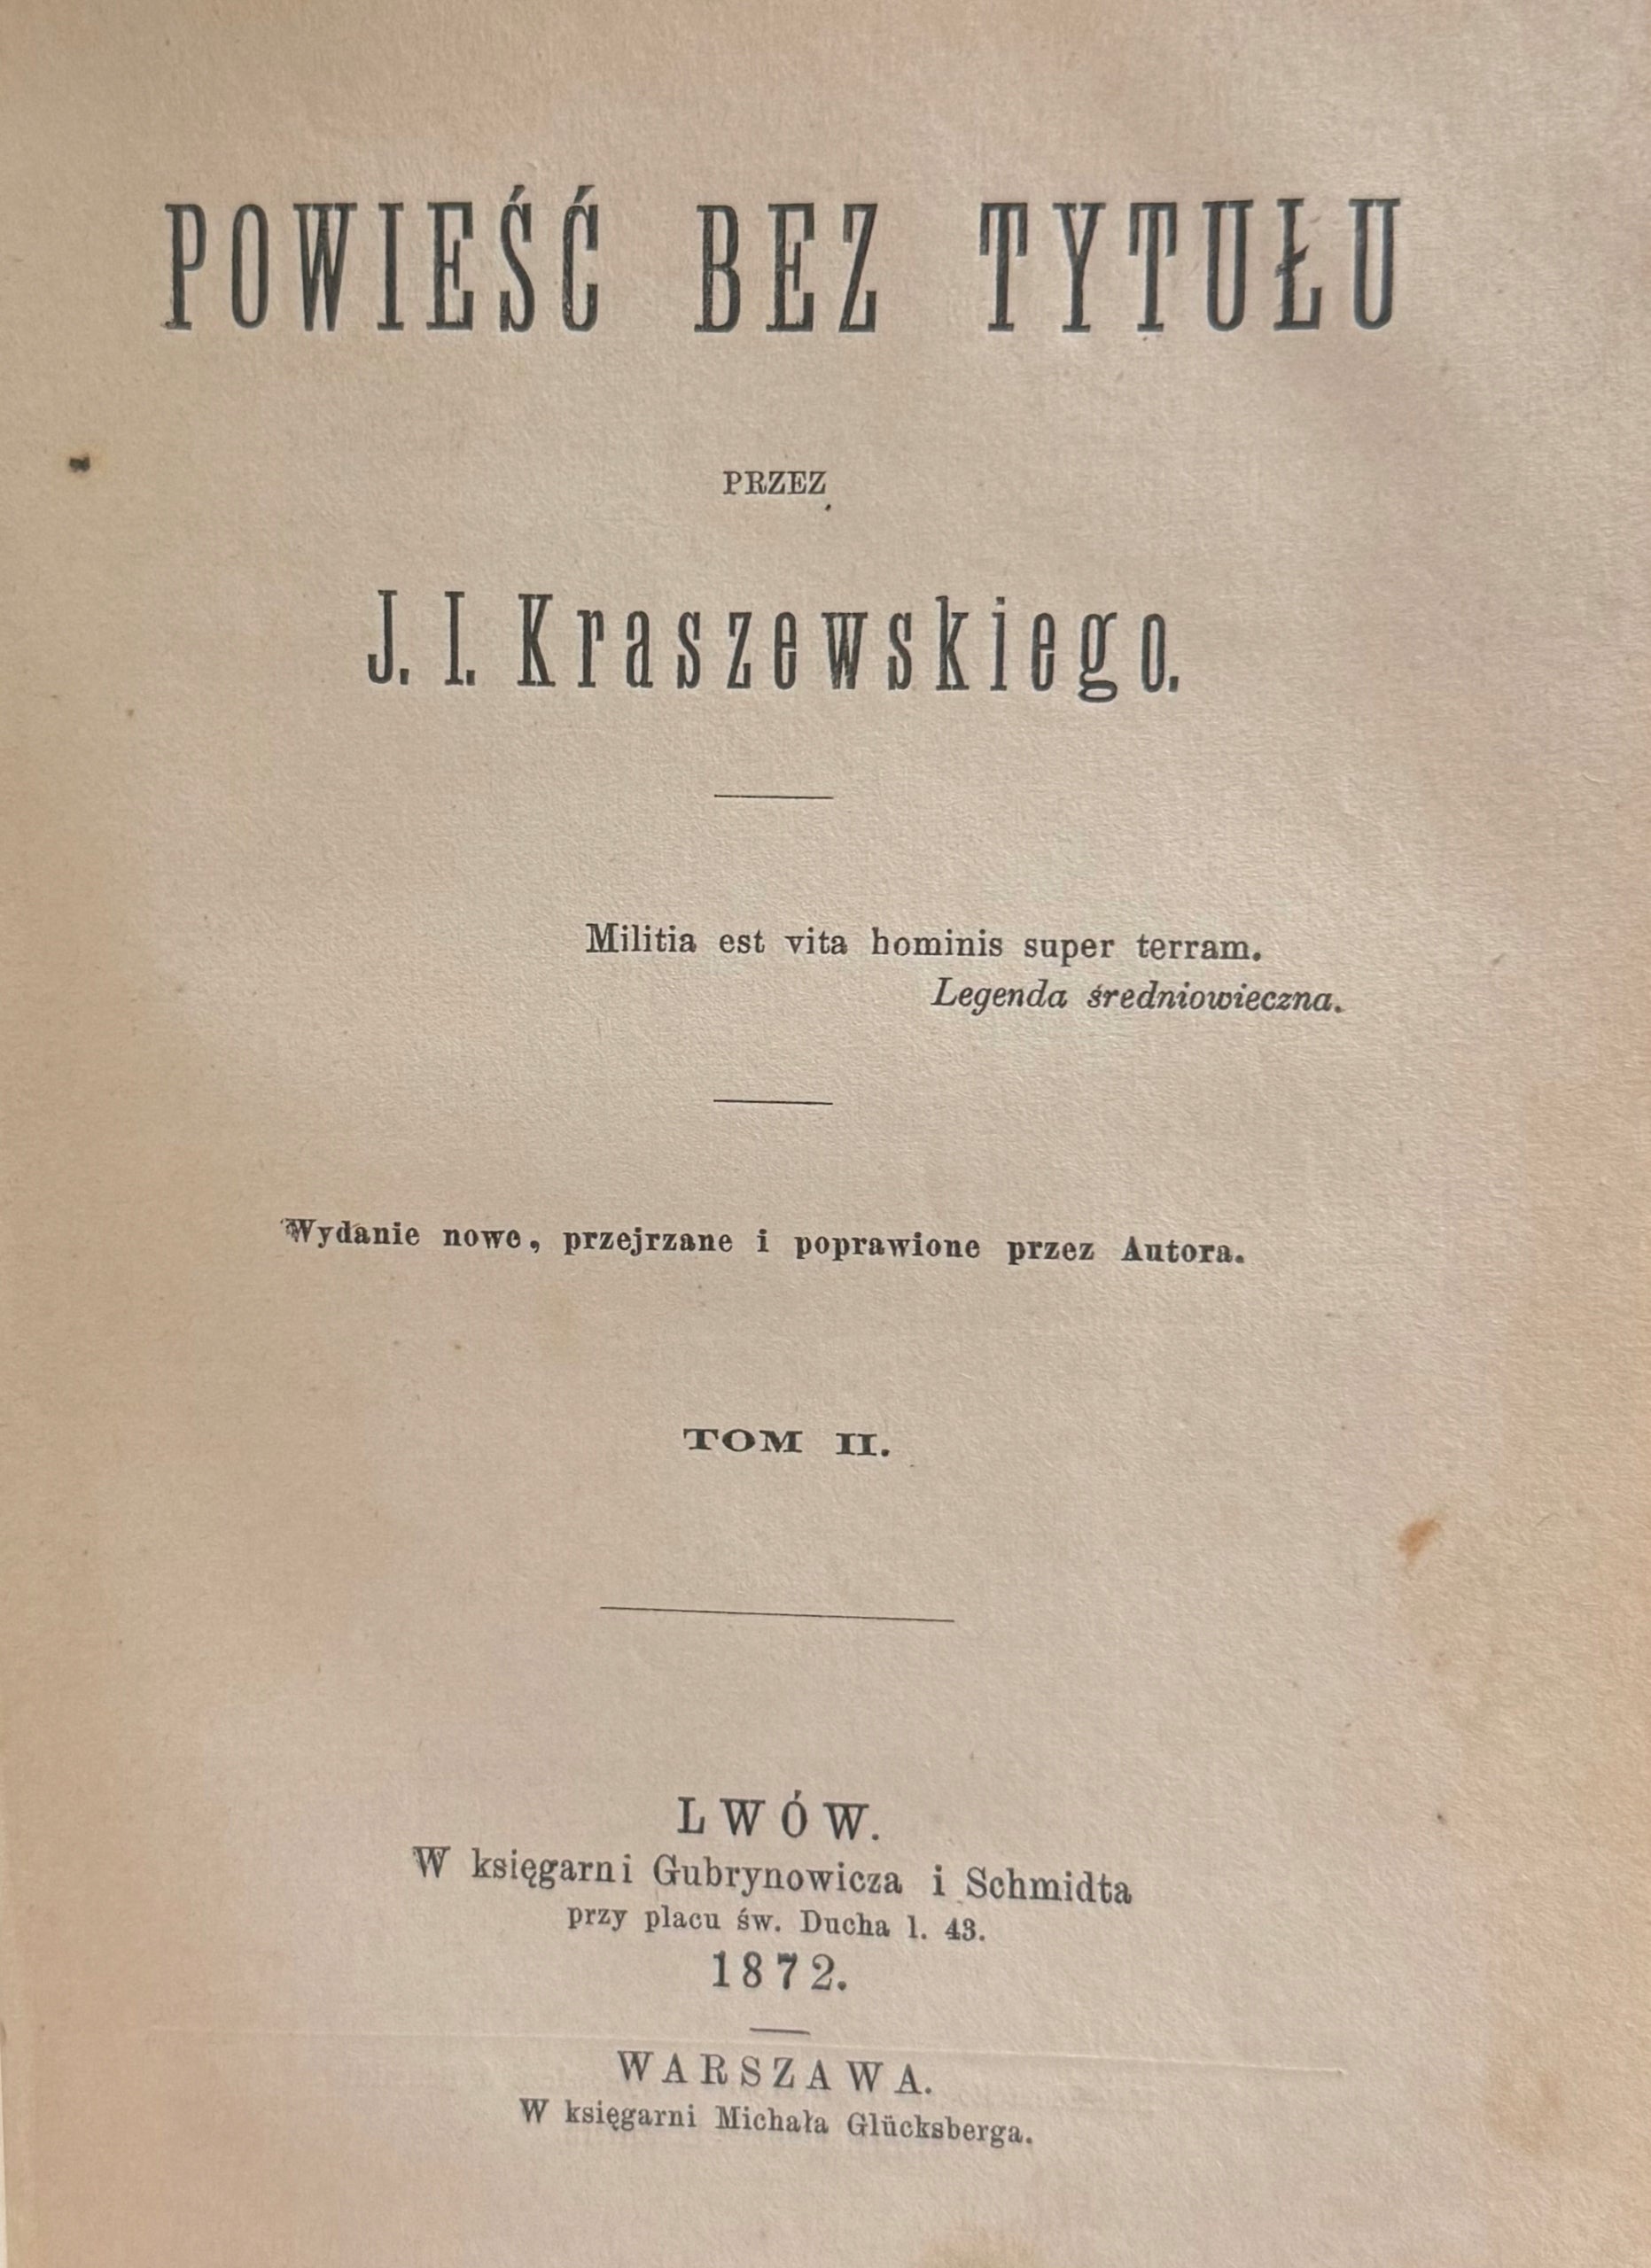 POWIEŚĆ BEZ TYTUŁU
PRZEZ
J. I. Kraszewskiego.
Militia est vita hominis super terram.
Legenda średniowieczna.
Wydanie nowe, przejrzane i poprawione przez Autora.
TOM II.
LWÓW.
W księgarni Gubrynowicza i Schmidta
przy placu św. Ducha l. 43.
1872.
WARSZAWA.
W księgarni Michała Glücksberga.